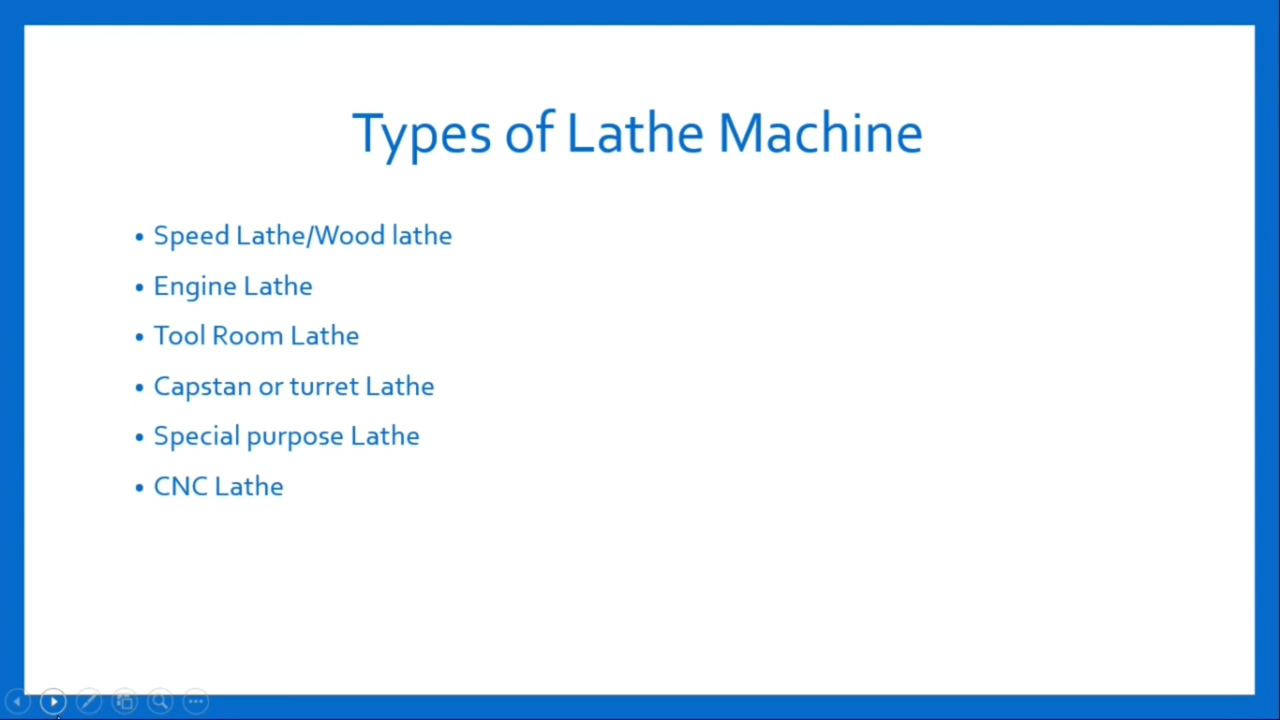 Types of Lathe Machine
• Speed Lathe/Wood lathe
• Engine Lathe
• Tool Room Lathe
• Capstan or turret Lathe
• Special purpose Lathe
• CNC Lathe